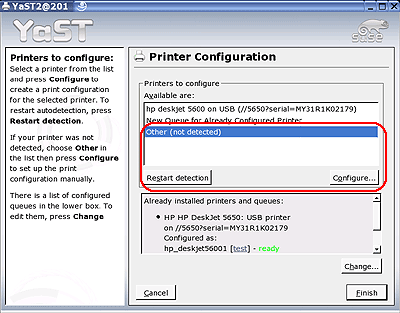 YaST2@201
YaST
SuSE
Printers to configure:
Select a printer from the list
and press Configure to
create a print configuration
for the selected printer. To
restart autodetection, press
Restart detection.
If your printer was not
detected, choose Other in
the list then press Configure
to set up the print
configuration manually.
There is a list of configured
queues in the lower box. To
edit them, press Change
Printer Configuration
Printers to configure
Available are:
hp deskjet 5600 on USB (//5650?serial=MY31R1K02179)
New Queue for Already Configured Printer
Other (not detected)
Restart detection
Configure...
Already installed printers and queues:
• HP HP DeskJet 5650: USB printer
on //5650?serial=MY31R1K02179
Configured as:
hp_deskjet56001 [test] - ready
Change...
Cancel
Finish